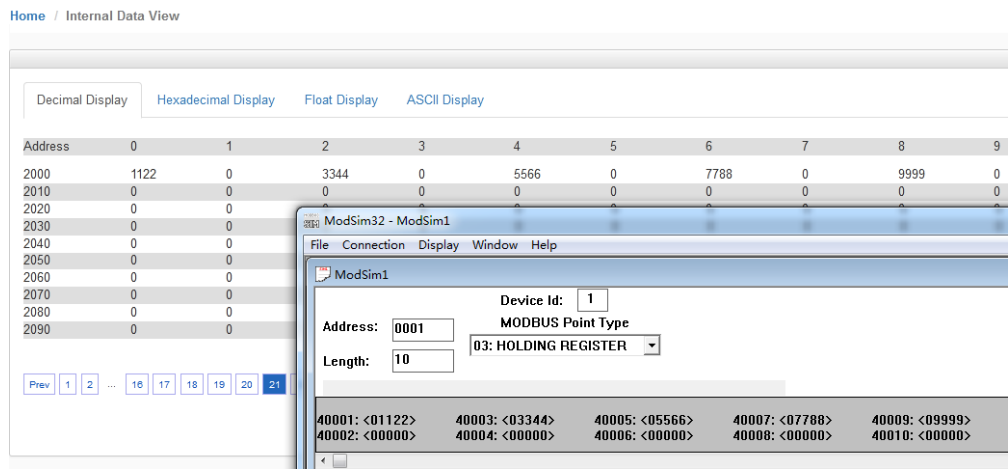 Home / Internal Data View
Decimal Display Hexadecimal Display Float Display ASCII Display
Address 0 1 2 3 4 5 6 7 8 9
2000 1122 0 3344 0 5566 0 7788 0 9999 0
2010 0 0 0 0 0 0 0 0 0 0
2020 0 0
2030 0 0
2040 0 0
2050 0 0
2060 0 0
2070 0 0
2080 0 0
2090 0 0
Prev 1 2 ... 16 17 18 19 20 21
ModSim32 - ModSim1
File Connection Display Window Help
ModSim1
Device Id: 1
Address: 0001
MODBUS Point Type
03: HOLDING REGISTER
Length: 10
40001: <01122> 40003: <03344> 40005: <05566> 40007: <07788> 40009: <09999>
40002: <00000> 40004: <00000> 40006: <00000> 40008: <00000> 40010: <00000>